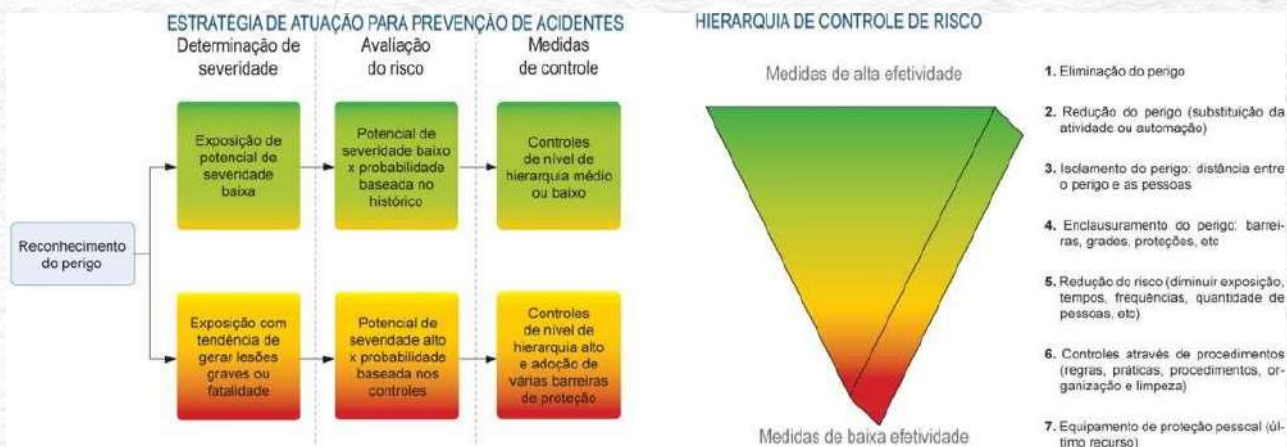 ESTRATÉGIA DE ATUAÇÃO PARA PREVENÇÃO DE ACIDENTES
Determinação de
severidade
Avaliação
do risco
Medidas
de controle
Reconhecimento
do perigo
Exposição de
potencial de
severidade
baixa
Potencial de
severidade baixo
x probabilidade
baseada no
histórico
Controles
de nível de
hierarquia médio
ou baixo
Exposição com
tendência de
gerar lesões
graves ou
fatalidade
Potencial de
severidade alto
x probabilidade
baseada nos
controles
Controles
de nível de
hierarquia alto
e adoção de
várias barreiras
de proteção
HIERARQUIA DE CONTROLE DE RISCO
Medidas de alta efetividade
Medidas de baixa efetividade
1. Eliminação do perigo
2. Redução do perigo (substituição da
atividade ou automação)
3. Isolamento do perigo: distância entre
o perigo e as pessoas
4. Enclausuramento do perigo: barrei-
ras, grades, proteções, etc
5. Redução do risco (diminuir exposição,
tempos, frequências, quantidade de
pessoas, etc)
6. Controles através de procedimentos
(regras, práticas, procedimentos, or-
ganização e limpeza)
7. Equipamento de proteção pessoal (úl-
timo recurso)